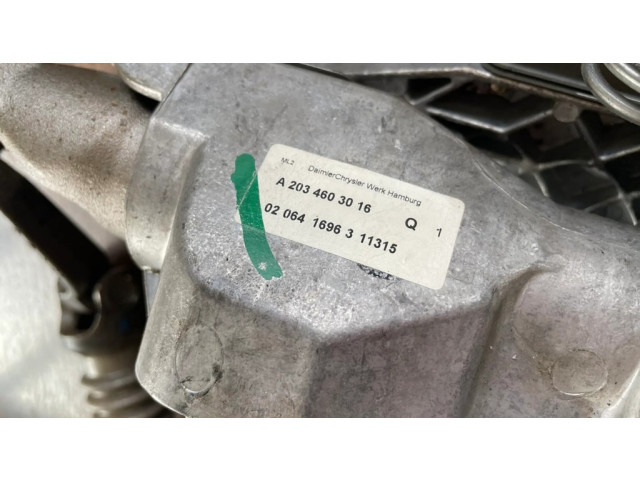 ML2 DaimlerChrysler Werk Hamburg
A 203 460 30 16 Q 1
02 064 1696 3 11315